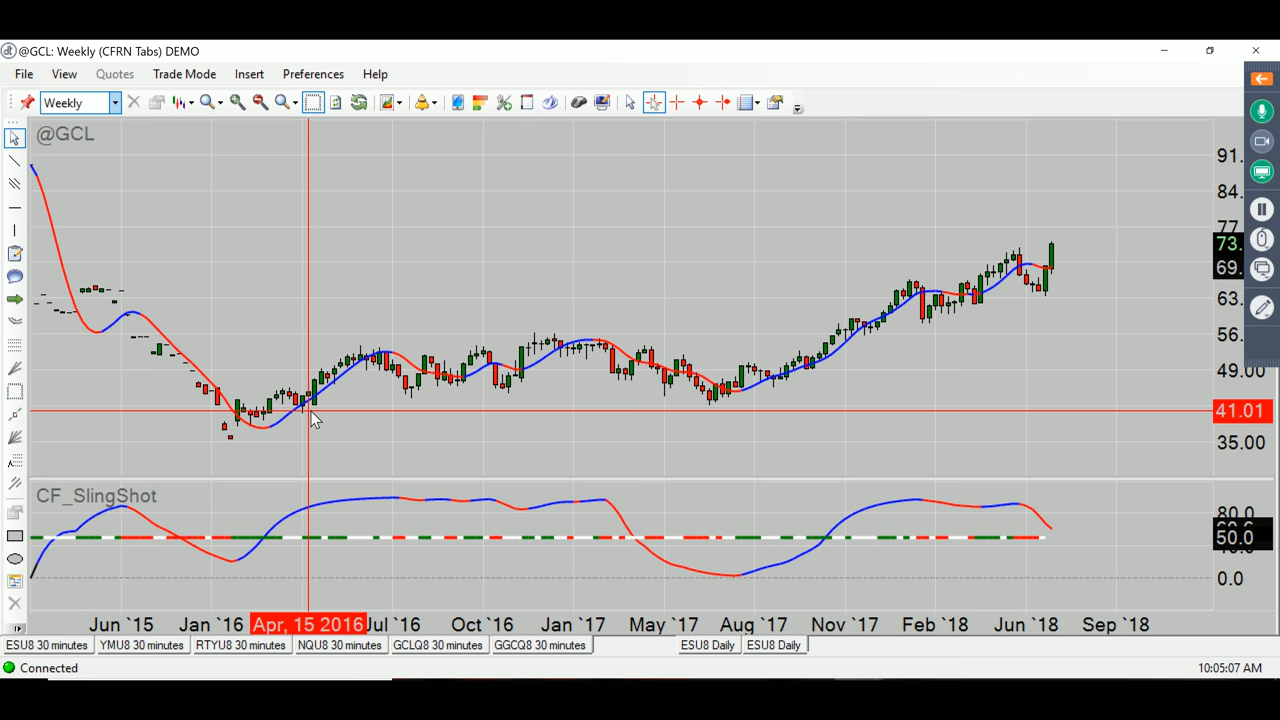 @GCL: Weekly (CFRN Tabs) DEMO
File View Quotes Trade Mode Insert Preferences Help
Weekly
@GCL
91.
84.
77
73.
69.
63.
56.
49.00
41.01
35.00
CF_SlingShot
80.0
50.0
0.0
Jun `15 Jan `16 Apr, 15 2016 Jul `16 Oct `16 Jan `17 May `17 Aug `17 Nov `17 Feb `18 Jun `18 Sep `18
ESU8 30 minutes YMU8 30 minutes RTYU8 30 minutes NQU8 30 minutes GCLQ8 30 minutes GGCQ8 30 minutes ESU8 Daily ESU8 Daily
Connected 10:05:07 AM